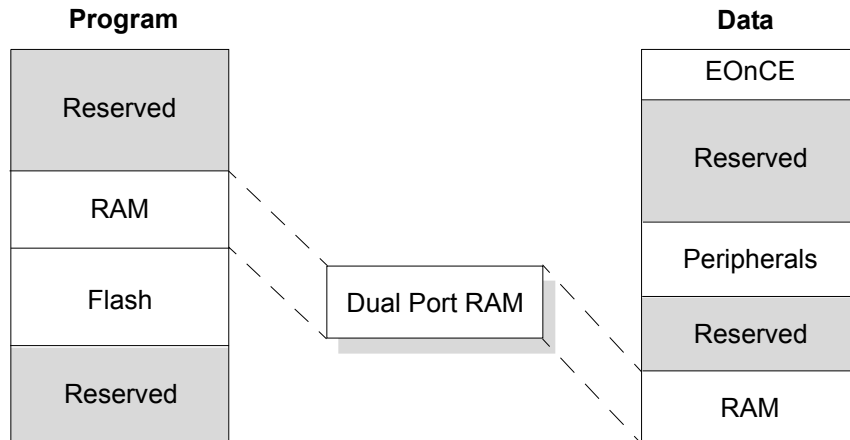 Program
Reserved
RAM
Flash
Reserved
Dual Port RAM
Data
EOnCE
Reserved
Peripherals
Reserved
RAM